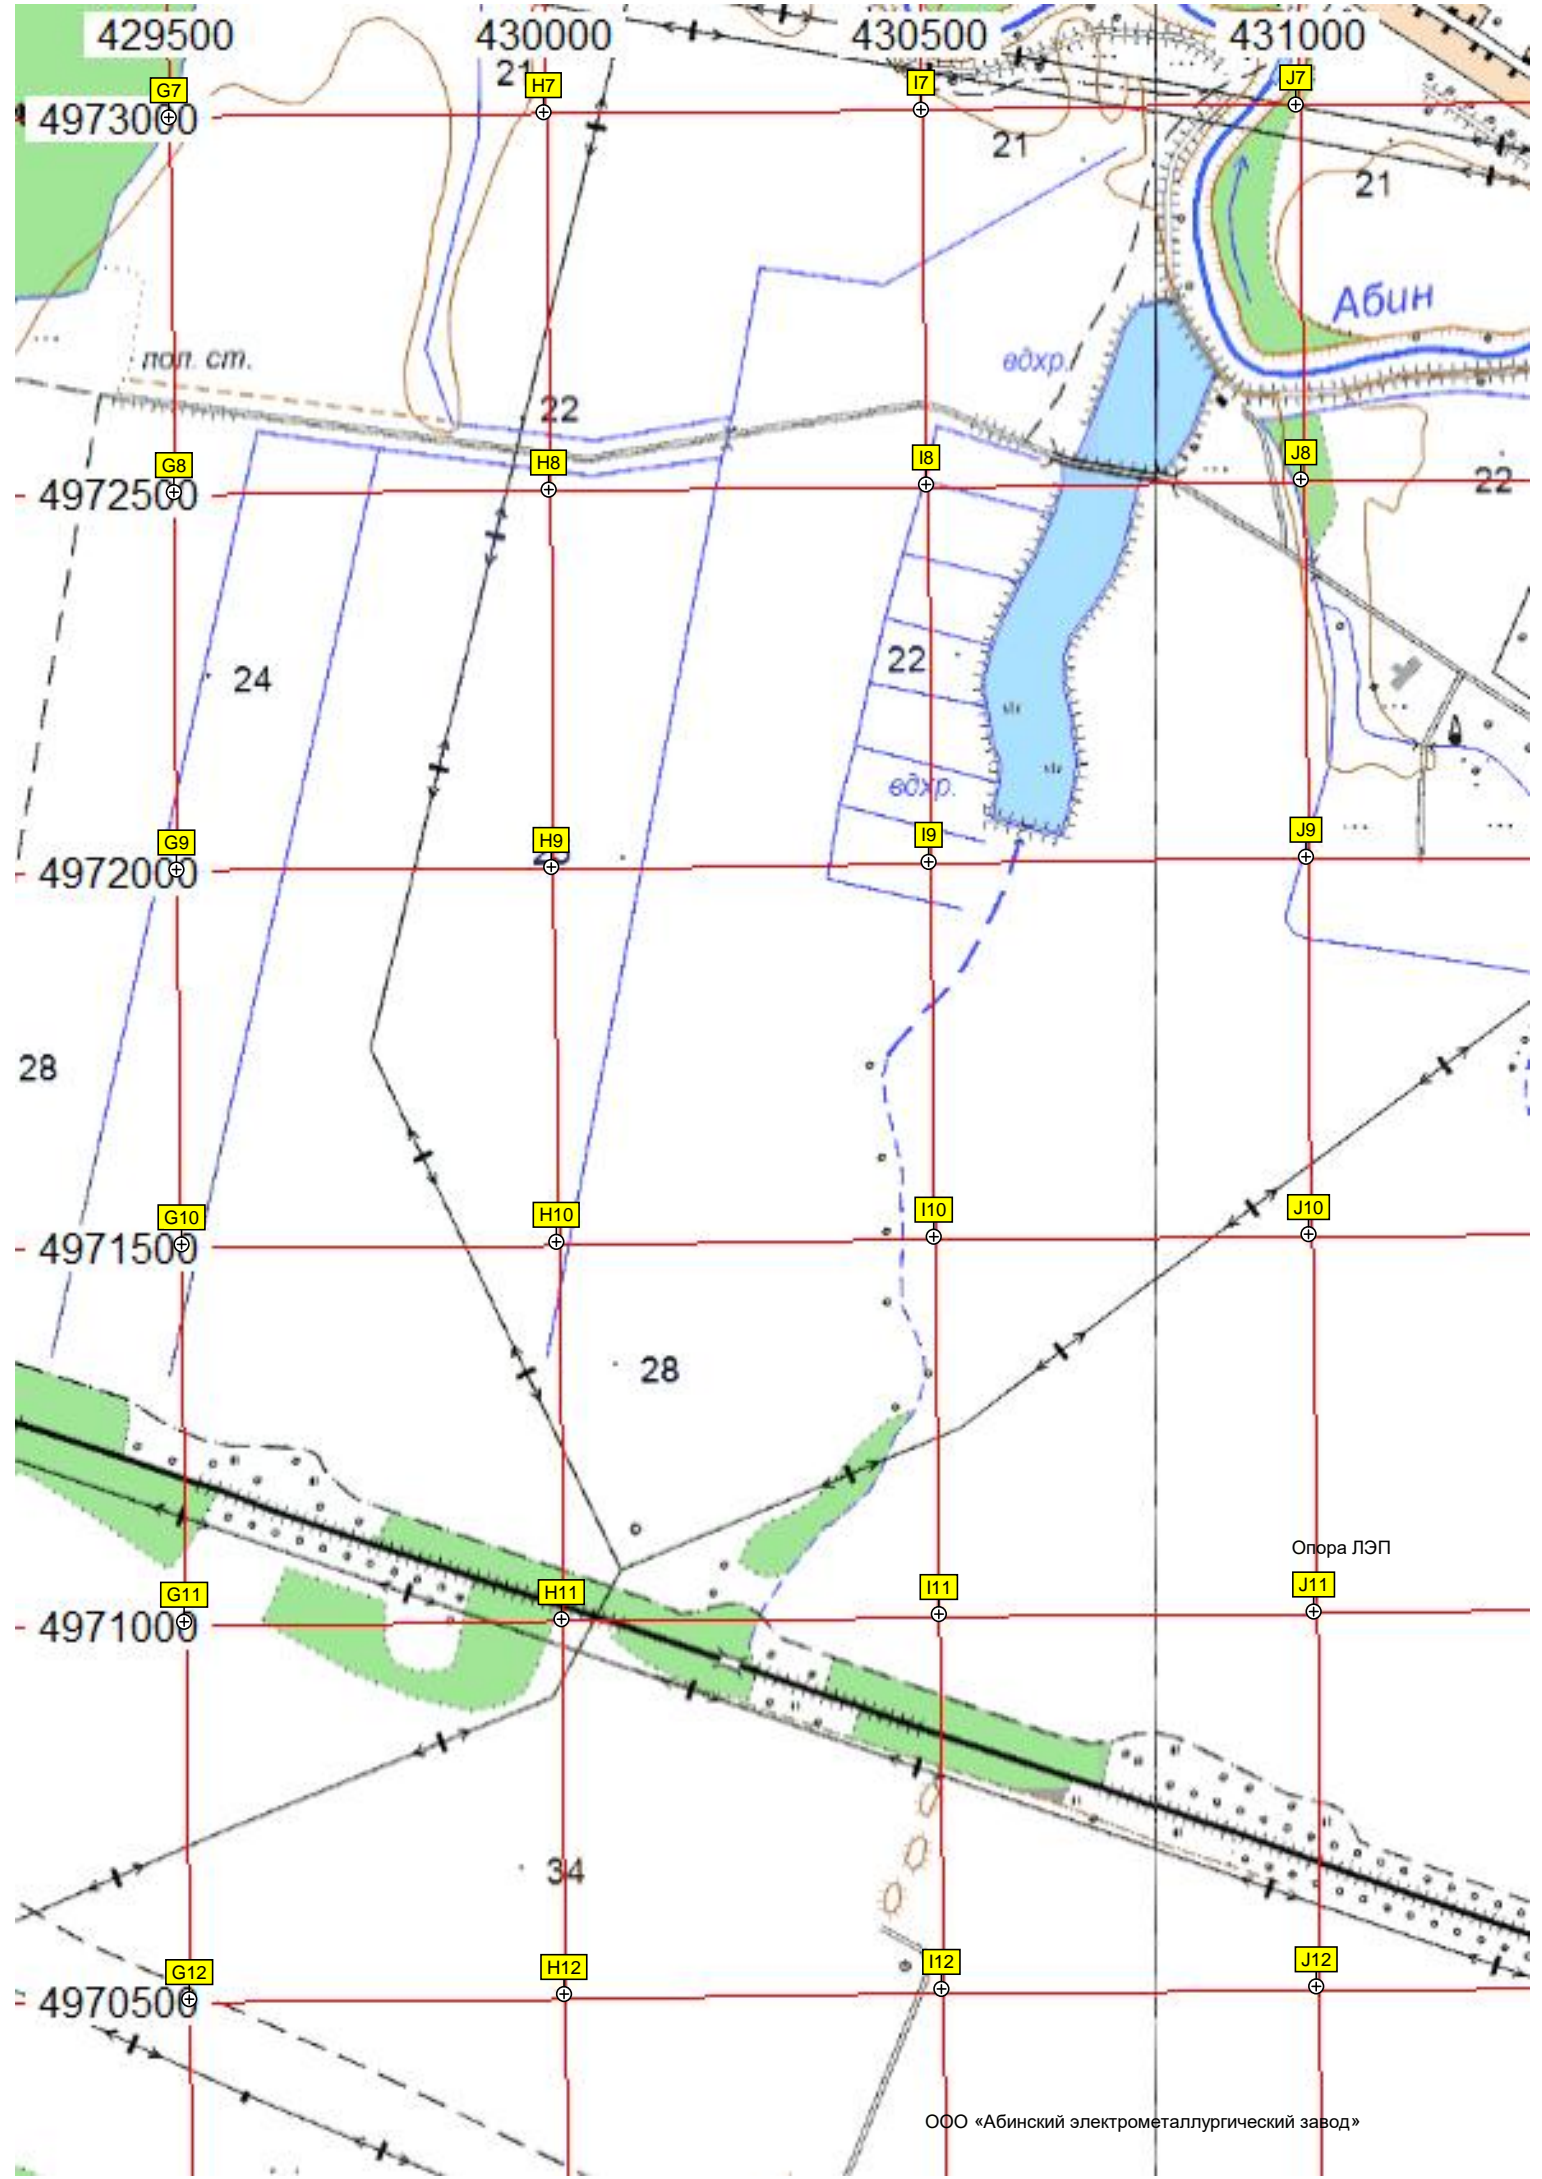 429500 430000 430500 431000
G7 H7 I7 J7
21
4973000
21
21
Абин
пол. ст.
вдхр.
22
G8 H8 I8 J8
4972500
22
24
22
вдхр.
G9 H9 I9 J9
4972000
28
G10 H10 I10 J10
4971500
28
Опора ЛЭП
G11 H11 I11 J11
4971000
34
G12 H12 I12 J12
4970500
ООО «Абинский электрометаллургический завод»